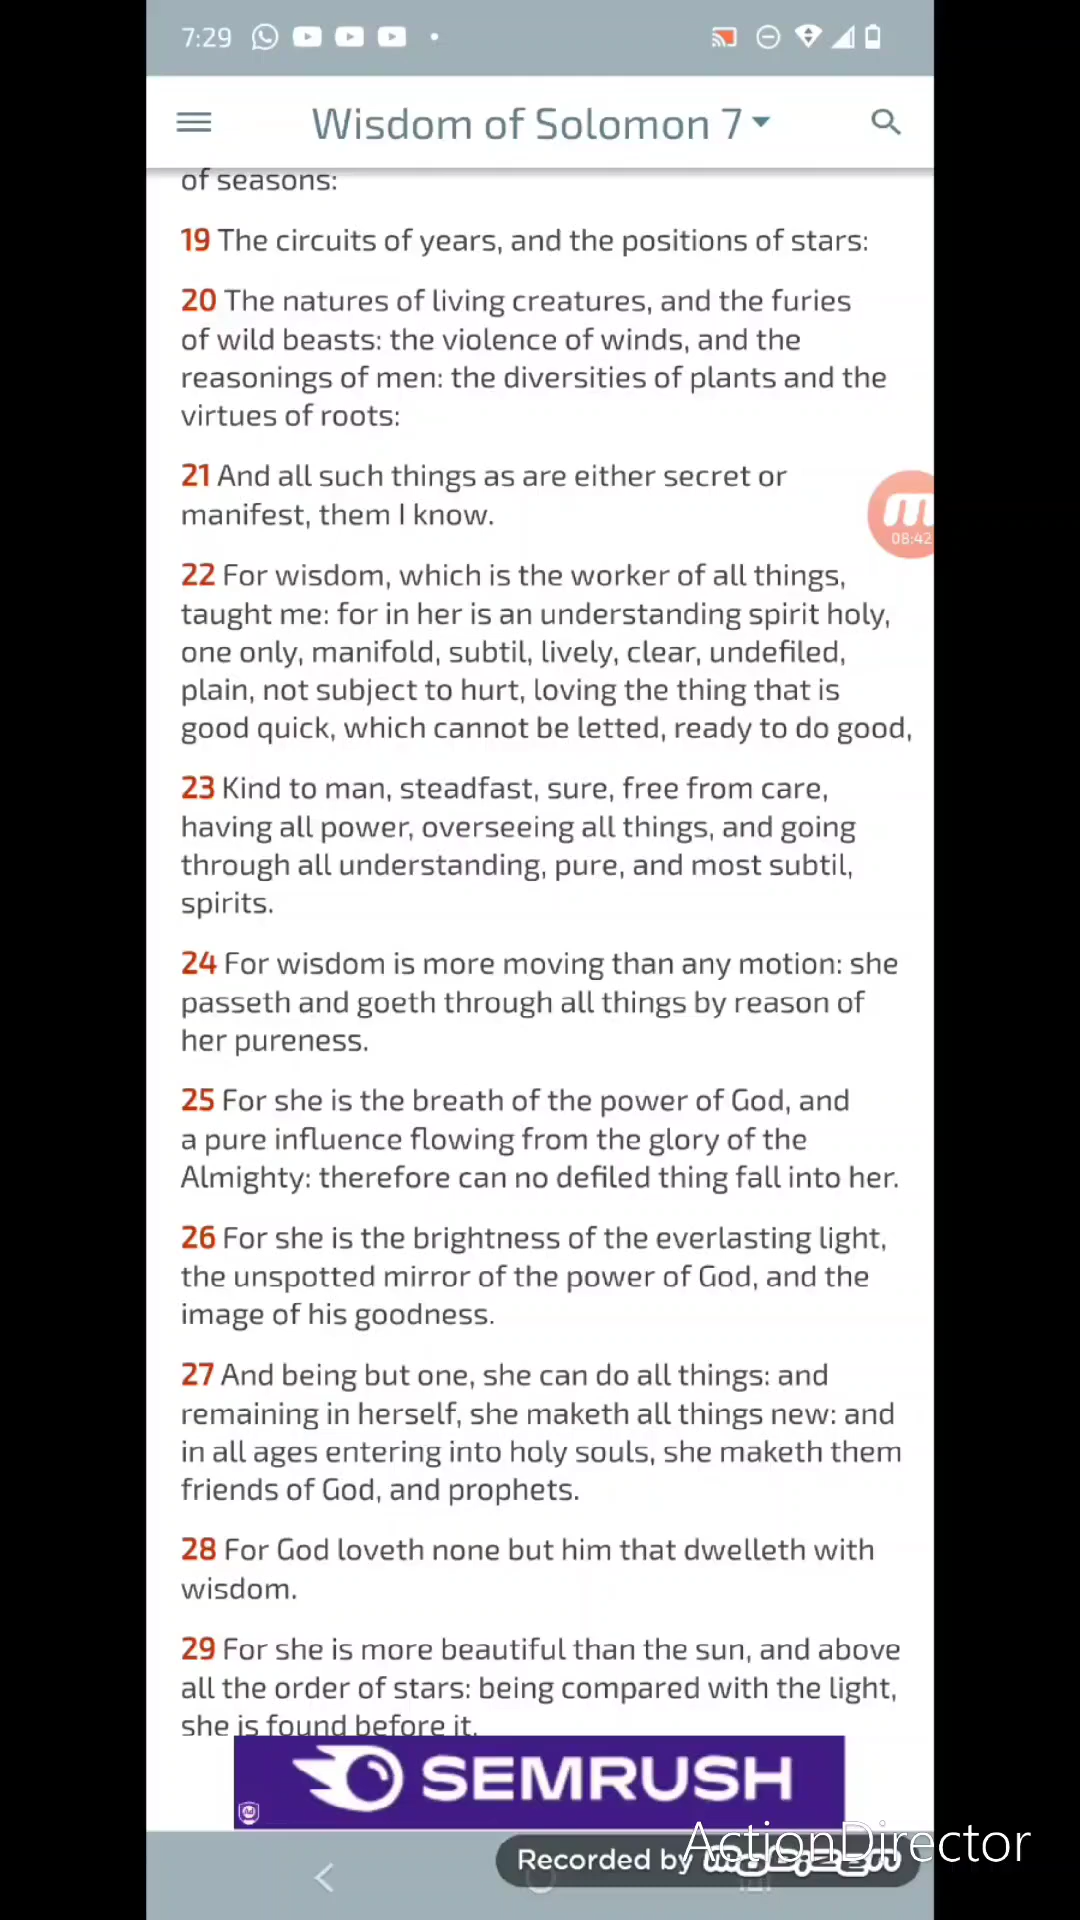 7:29
Wisdom of Solomon 7
of seasons:
19 The circuits of years, and the positions of stars:
20 The natures of living creatures, and the furies
of wild beasts: the violence of winds, and the
reasonings of men: the diversities of plants and the
virtues of roots:
21 And all such things as are either secret or
manifest, them I know.
m
08:42
22 For wisdom, which is the worker of all things,
taught me: for in her is an understanding spirit holy,
one only, manifold, subtil, lively, clear, undefiled,
plain, not subject to hurt, loving the thing that is
good quick, which cannot be letted, ready to do good,
23 Kind to man, steadfast, sure, free from care,
having all power, overseeing all things, and going
through all understanding, pure, and most subtil,
spirits.
24 For wisdom is more moving than any motion: she
passeth and goeth through all things by reason of
her pureness.
25 For she is the breath of the power of God, and
a pure influence flowing from the glory of the
Almighty: therefore can no defiled thing fall into her.
26 For she is the brightness of the everlasting light,
the unspotted mirror of the power of God, and the
image of his goodness.
27 And being but one, she can do all things: and
remaining in herself, she maketh all things new: and
in all ages entering into holy souls, she maketh them
friends of God, and prophets.
28 For God loveth none but him that dwelleth with
wisdom.
29 For she is more beautiful than the sun, and above
all the order of stars: being compared with the light,
she is found before it.
SEMRUSH
ActionDirector
Recorded by